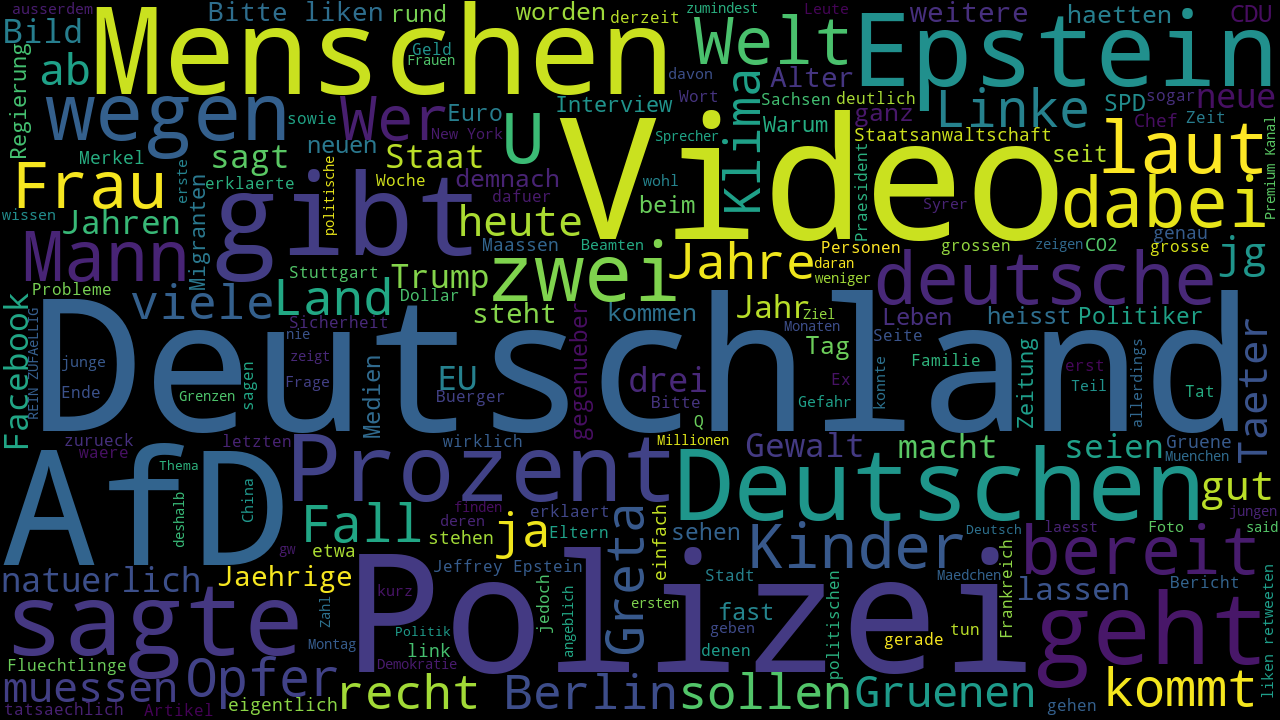 ausserdem
Bitte liken
rund
worden
derzeit
zumindest
Leute
weitere
haetten
CDU
Bild
Menschen
Geld
Frauen
Welt
Epstein
ab
davon
Alter
Regierung
wegen
sowie
Wer
Euro
New York
Interview
Wort
Klima
Sachsen
deutlich
ganz
Linke
SPD
sogar
neue
Chef
Zeit
Warum
Staatsanwaltschaft
Sprecher
U
Video
neuen
Merkel
sagt
Staat
seit
laut
Premium Kanal
Frau
erste
erklaerte
politische
Woche
demnach
dafuer
wohl
Praesident
wissen
Jahren
Migranten
gibt
heute
beim
Syrer
dabei
Mann
Maassen
Beamten
Personen
grossen
zeigen
CO2
genau
grosse
Stuttgart
Trump
zwei
Jahre
daran
weniger
deutsche
jg
Probleme
viele
Land
Dollar
Facebook
REIN ZUFAeLLIG
Sicherheit
steht
kommen
Jahr
Ziel
Leben
heisst
Politiker
Deutschland
nie
Monaten
Seite
junge
zeigt
Medien
EU
gegenueber
drei
Tag
Familie
Zeitung
erst
allerdings
Taeter
Ende
Grenzen
sagen
Frage
Buerger
Bitte
Ex
Gefahr
konnte
Teil
Tat
Q
zurueck
waere
letzten
wirklich
Millionen
Gewalt
macht
seien
Gruene
Muenchen
AfD
Thema
Prozent
Deutschen
gut
deshalb
China
finden
deren
erklaert
Fall
ja
stehen
Eltern
etwa
gw
einfach
sehen
Kinder
Deutsch
laesst
Foto
jungen
said
bereit
natuerlich
Jaehrige
Jeffrey Epstein
Greta
Stadt
Maedchen
Frankreich
lassen
Bericht
sagte
Zahl
kurz
Polizei
jedoch
angeblich
ersten
fast
geben
politischen
gerade
tun
geht
liken retweeten
Montag
Politik
link
Demokratie
denen
Fluechtlinge
muessen
Opfer
recht
Berlin
sollen
Gruenen
kommt
tatsaechlich
Artikel
eigentlich
gehen